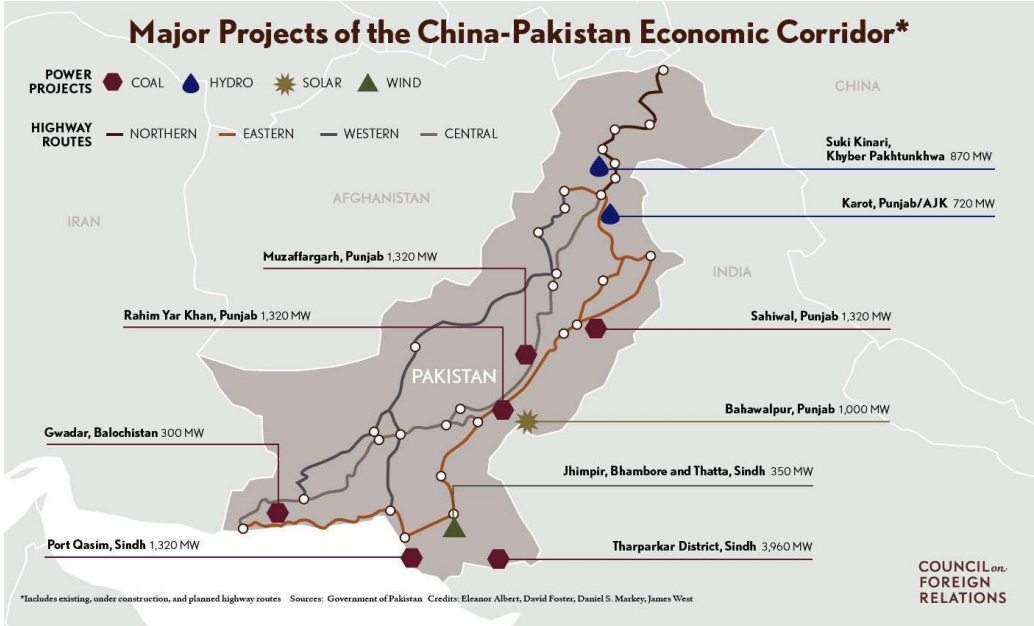 Major Projects of the China-Pakistan Economic Corridor*
POWER
PROJECTS
COAL
HYDRO
SOLAR
WIND
HIGHWAY
ROUTES
NORTHERN
EASTERN
WESTERN
CENTRAL
CHINA
Suki Kinari,
Khyber Pakhtunkhwa 870 MW
AFGHANISTAN
Karot, Punjab/AJK 720 MW
IRAN
Muzaffargarh, Punjab 1,320 MW
INDIA
Rahim Yar Khan, Punjab 1,320 MW
Sahiwal, Punjab 1,320 MW
PAKISTAN
Bahawalpur, Punjab 1,000 MW
Gwadar, Balochistan 300 MW
Jhimpir, Bhambore and Thatta, Sindh 350 MW
Port Qasim, Sindh 1,320 MW
Tharparkar District, Sindh 3,960 MW
COUNCIL on
FOREIGN
RELATIONS
*Includes existing, under construction, and planned highway routes Sources: Government of Pakistan Credits: Eleanor Albert, David Foster, Daniel S. Markey, James West